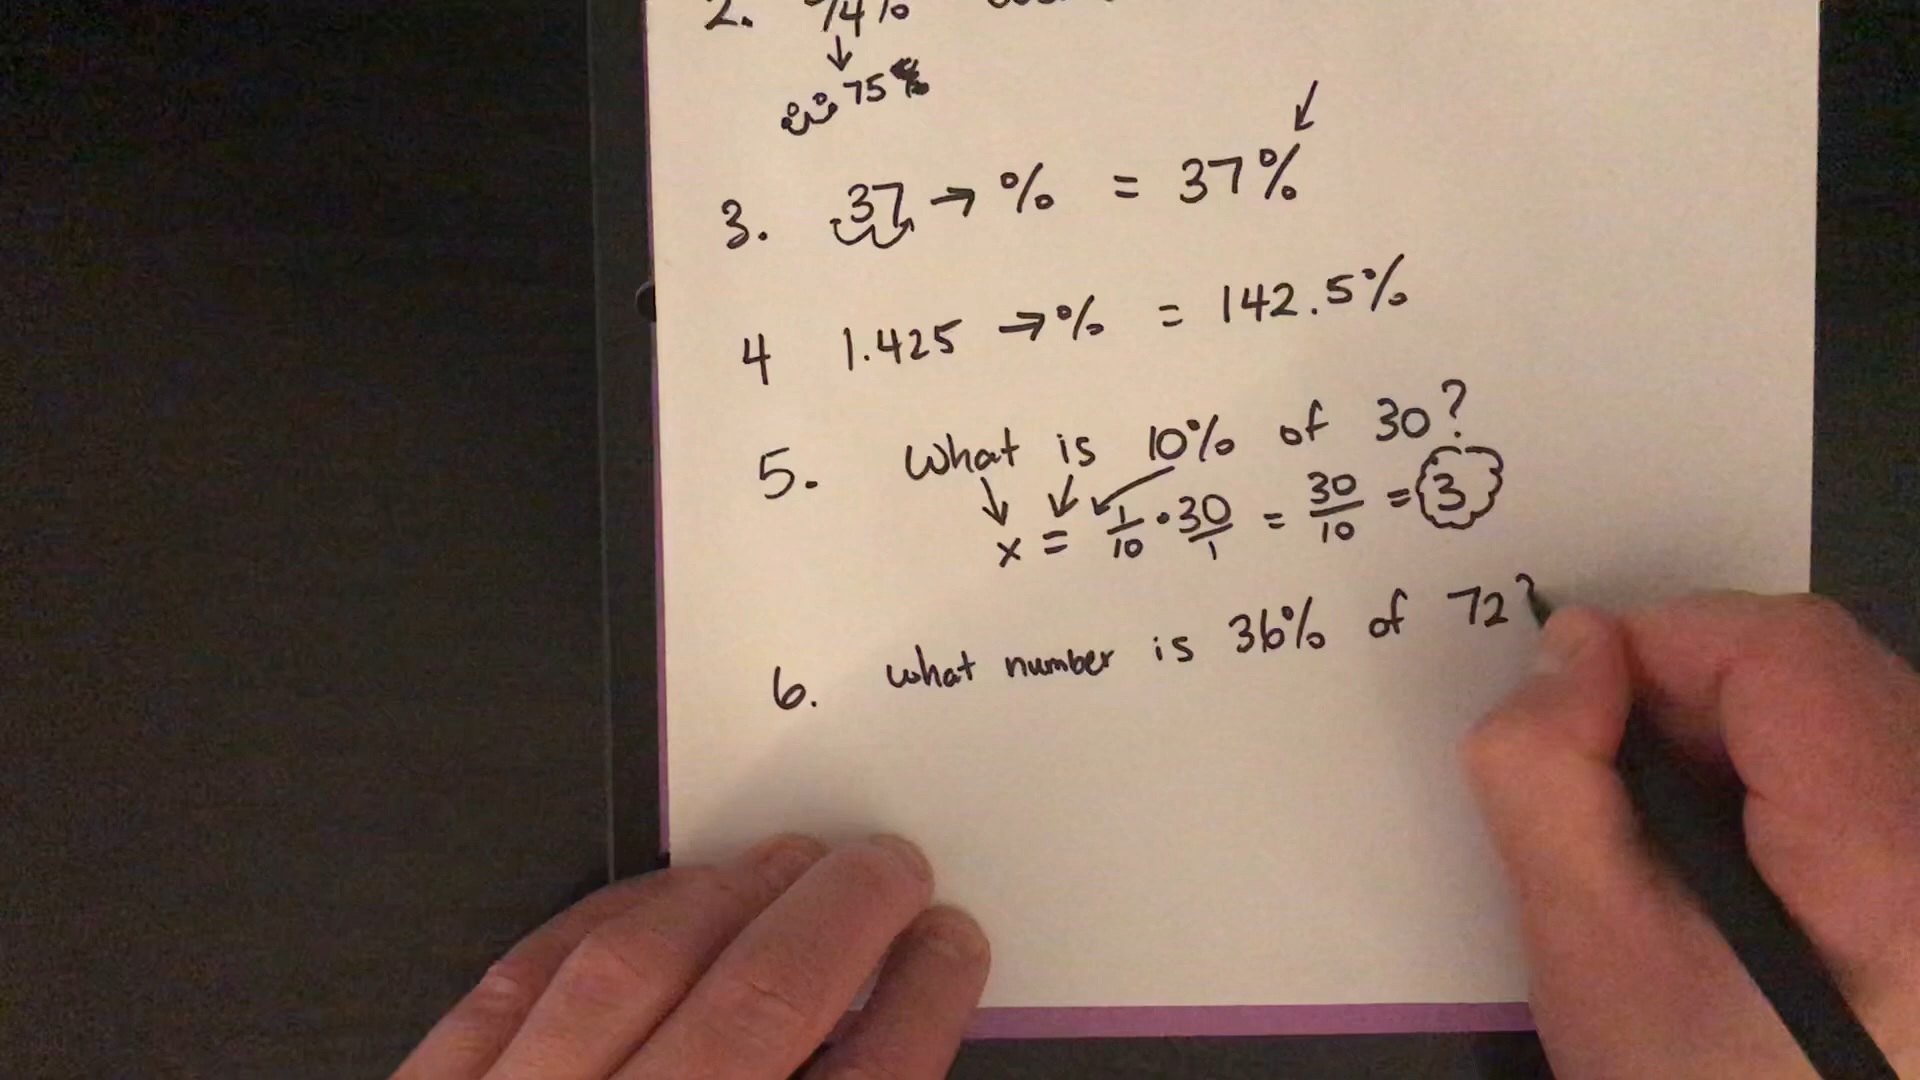 2. 74%
↓
75%
3. .37 → % = 37%
4 1.425 → % = 142.5%
5. What is 10% of 30?
x = 1/10 · 30/1 = 30/10 = 3
6. what number is 36% of 72?